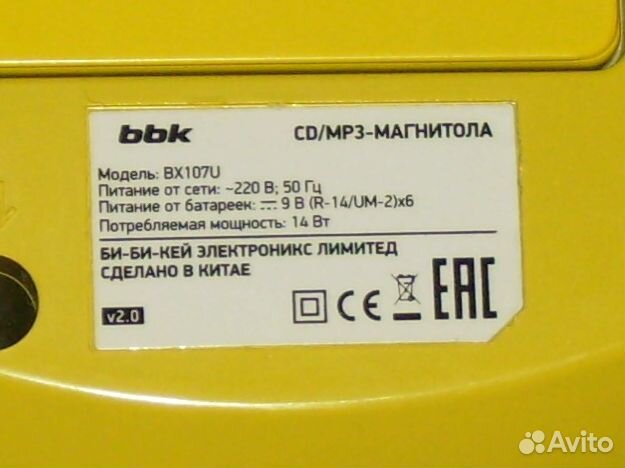 bbk CD/MP3-МАГНИТОЛА
Модель: BX107U
Питание от сети: ~220 В; 50 Гц
Питание от батареек: ⎓ 9 В (R-14/UM-2)x6
Потребляемая мощность: 14 Вт
БИ-БИ-КЕЙ ЭЛЕКТРОНИКС ЛИМИТЕД
СДЕЛАНО В КИТАЕ
v2.0 CE EAC
Avito